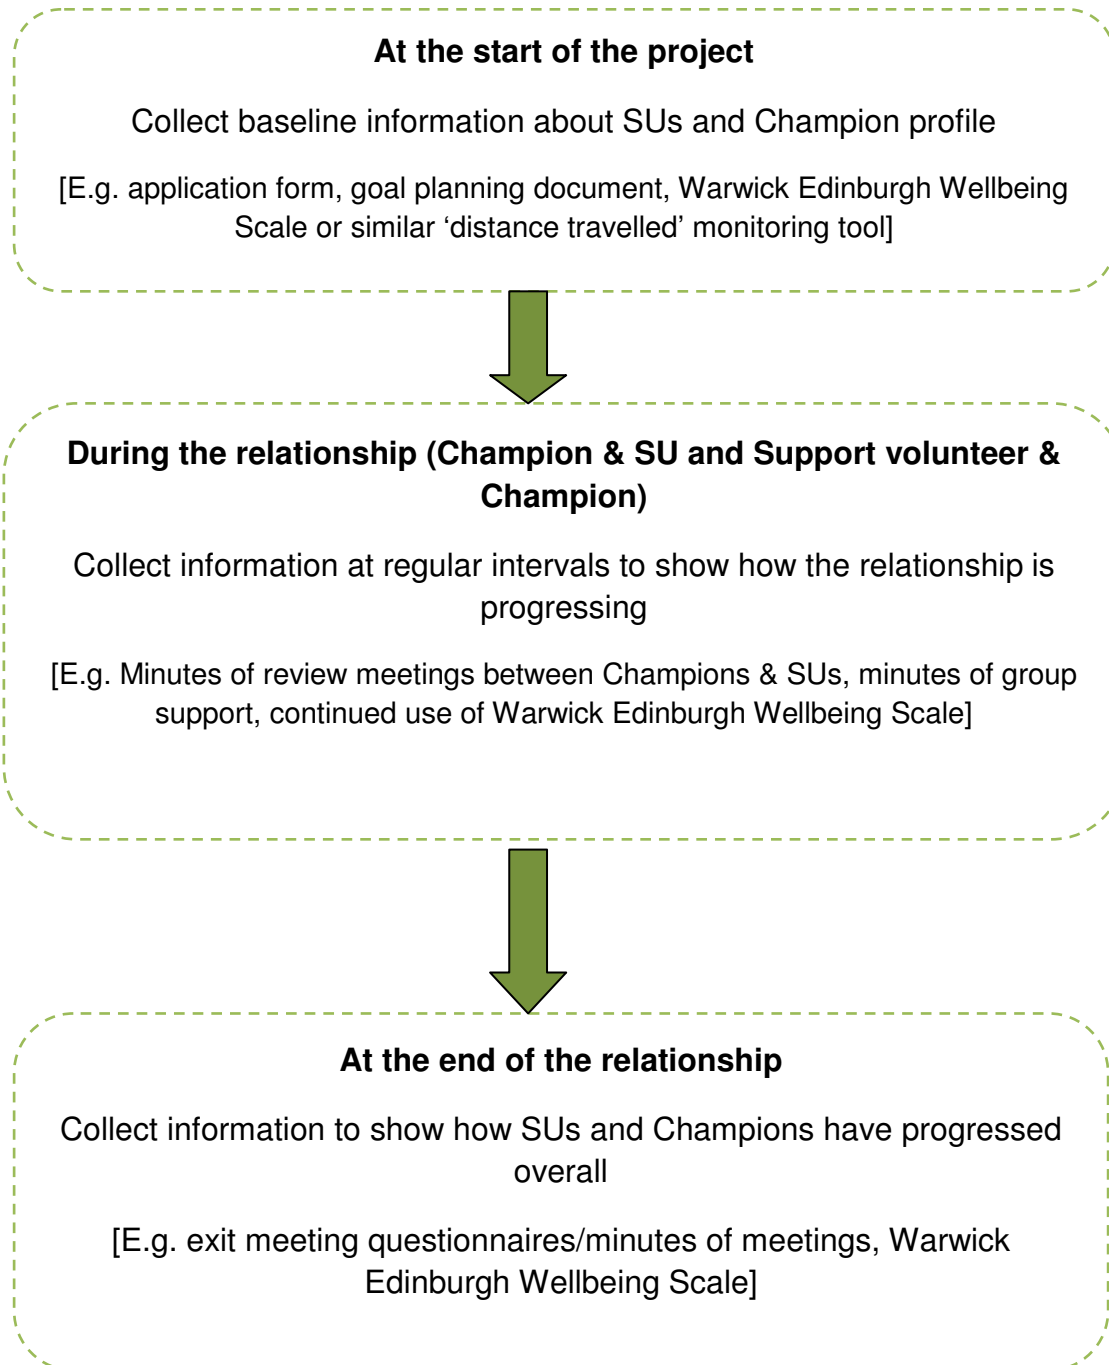 At the start of the project
Collect baseline information about SUs and Champion profile
[E.g. application form, goal planning document, Warwick Edinburgh Wellbeing
Scale or similar ‘distance travelled’ monitoring tool]
During the relationship (Champion & SU and Support volunteer &
Champion)
Collect information at regular intervals to show how the relationship is
progressing
[E.g. Minutes of review meetings between Champions & SUs, minutes of group
support, continued use of Warwick Edinburgh Wellbeing Scale]
At the end of the relationship
Collect information to show how SUs and Champions have progressed
overall
[E.g. exit meeting questionnaires/minutes of meetings, Warwick
Edinburgh Wellbeing Scale]